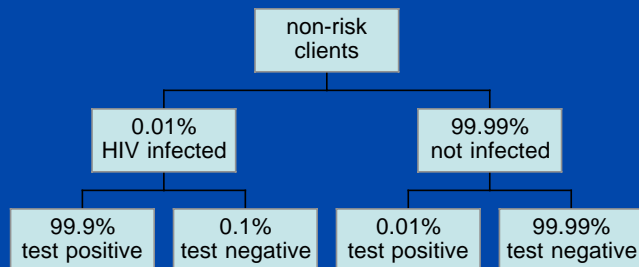 non-risk
clients
0.01%
HIV infected
99.99%
not infected
99.9%
test positive
0.1%
test negative
0.01%
test positive
99.99%
test negative